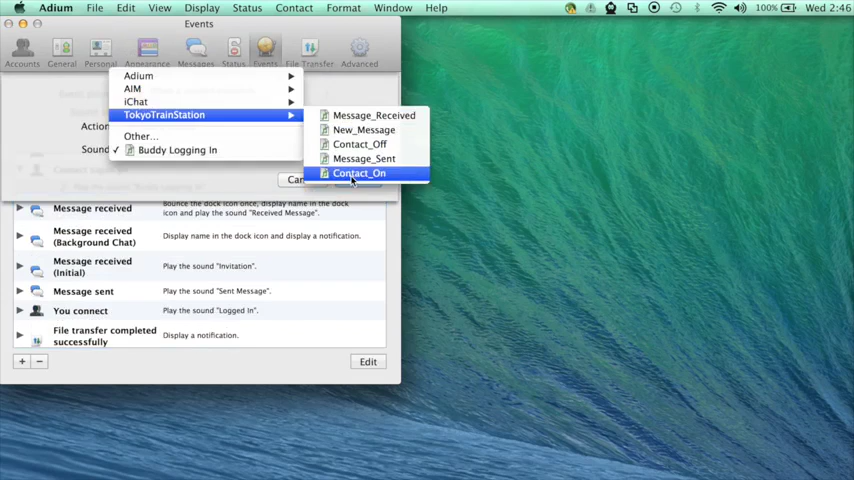 Adium File Edit View Display Status Contact Format Window Help 100% Wed 2:46
Events
Accounts General Personal Appearance Messages Status Events File Transfer Advanced
Adium
AIM
iChat
TokyoTrainStation
Other...
Buddy Logging In
Message_Received
New_Message
Contact_Off
Message_Sent
Contact_On
Action
Sound
Can
Message received
Bounce the dock icon once, display name in the dock
icon and play the sound "Received Message".
Message received
(Background Chat)
Display name in the dock icon and display a notification.
Message received
(Initial)
Play the sound "Invitation".
Message sent
Play the sound "Sent Message".
You connect
Play the sound "Logged In".
File transfer completed
successfully
Display a notification.
+ −
Edit